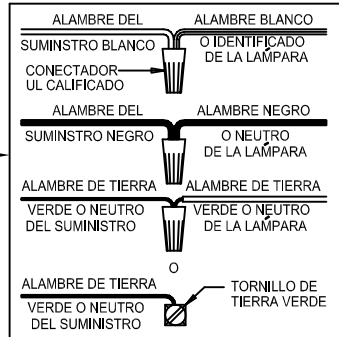 ALAMBRE DEL ALAMBRE BLANCO
SUMINSTRO BLANCO O IDENTIFICADO
DE LA LAMPARA
CONECTADOR
UL CALIFICADO
ALAMBRE DEL ALAMBRE NEGRO
SUMINSTRO NEGRO O NEUTRO
DE LA LAMPARA
ALAMBRE DE TIERRA ALAMBRE DE TIERRA
VERDE O NEUTRO VERDE O NEUTRO
DEL SUMINISTRO DE LA LAMPARA
O
ALAMBRE DE TIERRA TORNILLO DE
TIERRA VERDE
VERDE O NEUTRO
DEL SUMINISTRO